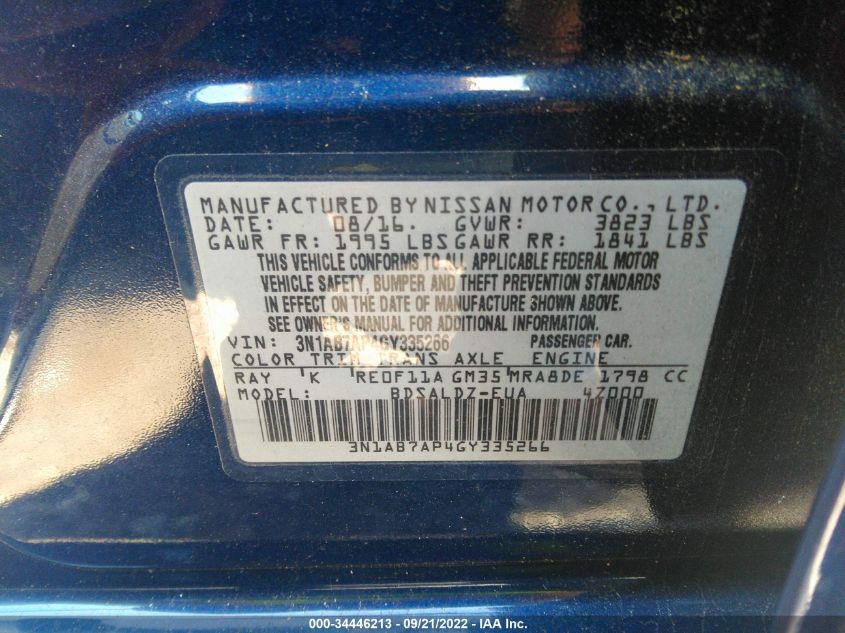 MANUFACTURED BY NISSAN MOTOR CO., LTD.
DATE: 08/16. GVWR: 3823 LBS
GAWR FR: 1995 LBS GAWR RR: 1841 LBS
THIS VEHICLE CONFORMS TO ALL APPLICABLE FEDERAL MOTOR
VEHICLE SAFETY, BUMPER AND THEFT PREVENTION STANDARDS
IN EFFECT ON THE DATE OF MANUFACTURE SHOWN ABOVE.
SEE OWNER'S MANUAL FOR ADDITIONAL INFORMATION.
VIN: 3N1AB7AP4GY335266 PASSENGER CAR.
COLOR TRIM TRANS AXLE ENGINE
RAY 'K 'RE0F11A GM35 'MRA8DE 1798 CC
MODEL: BDSALDZ-EUA 4Z000
3N1AB7AP4GY335266
000-34446213 - 09/21/2022 - IAA, Inc.